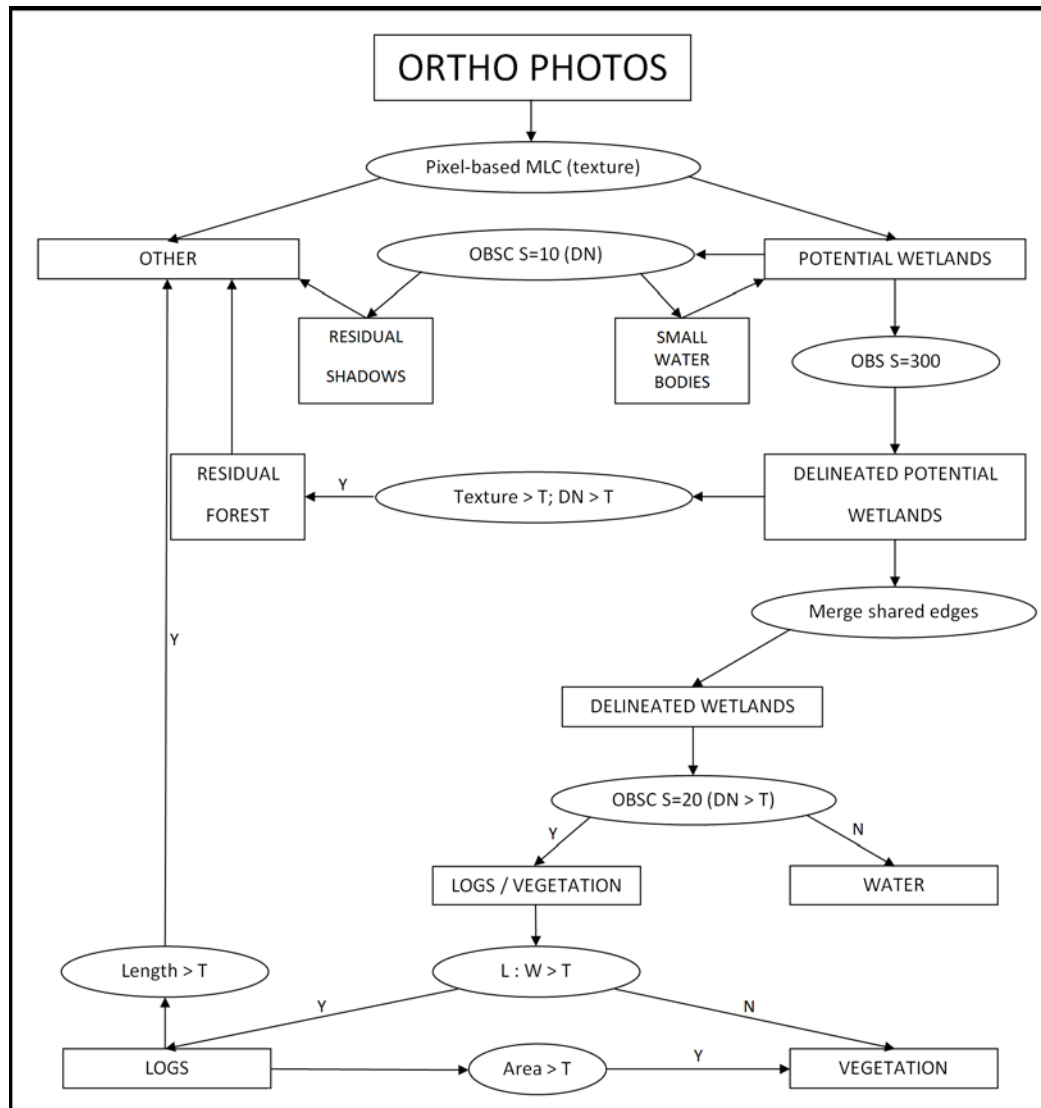 ORTHO PHOTOS
Pixel-based MLC (texture)
OTHER
OBSC S=10 (DN)
POTENTIAL WETLANDS
RESIDUAL
SHADOWS
SMALL
WATER
BODIES
OBS S=300
RESIDUAL
FOREST
Y
Texture > T; DN > T
DELINEATED POTENTIAL
WETLANDS
Merge shared edges
Y
DELINEATED WETLANDS
OBSC S=20 (DN > T)
Y
N
LOGS / VEGETATION
WATER
Length > T
L : W > T
Y
N
LOGS
Area > T
Y
VEGETATION